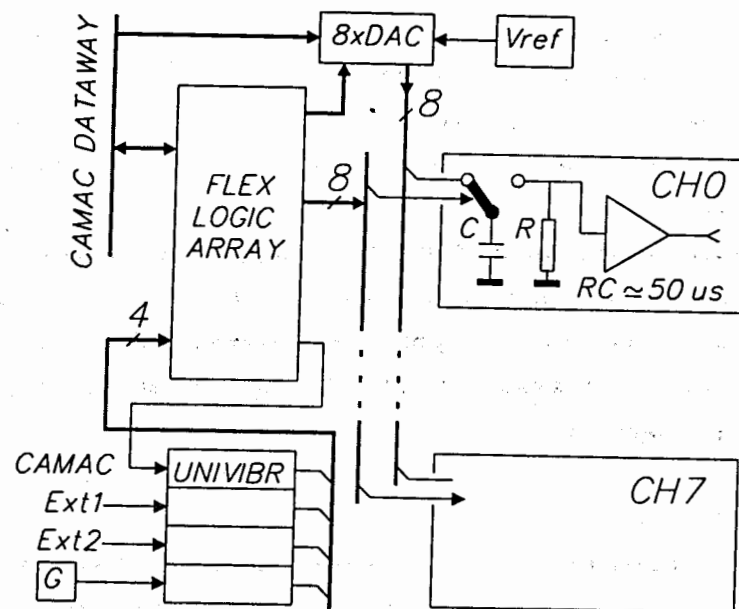 8xDAC
Vref
CAMAC DATAWAY
8
FLEX
LOGIC
ARRAY
8
CH0
C
R
RC ≃ 50 us
4
CAMAC
UNIVIBR
Ext1
Ext2
G
CH7